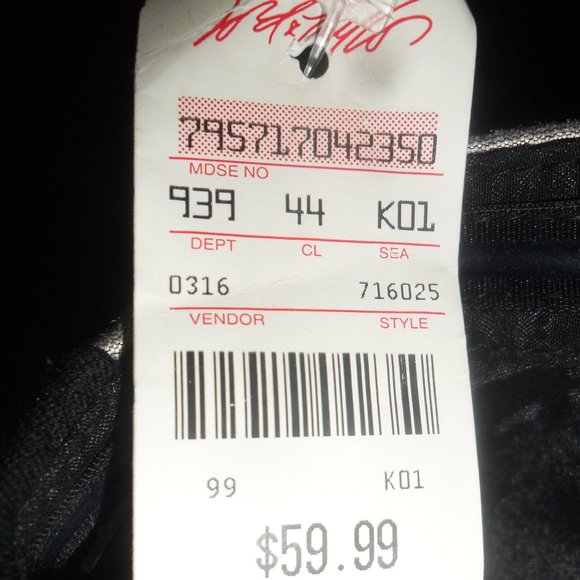 795717042350
MDSE NO
939 44 K01
DEPT CL SEA
0316 716025
VENDOR STYLE
99 K01
$59.99